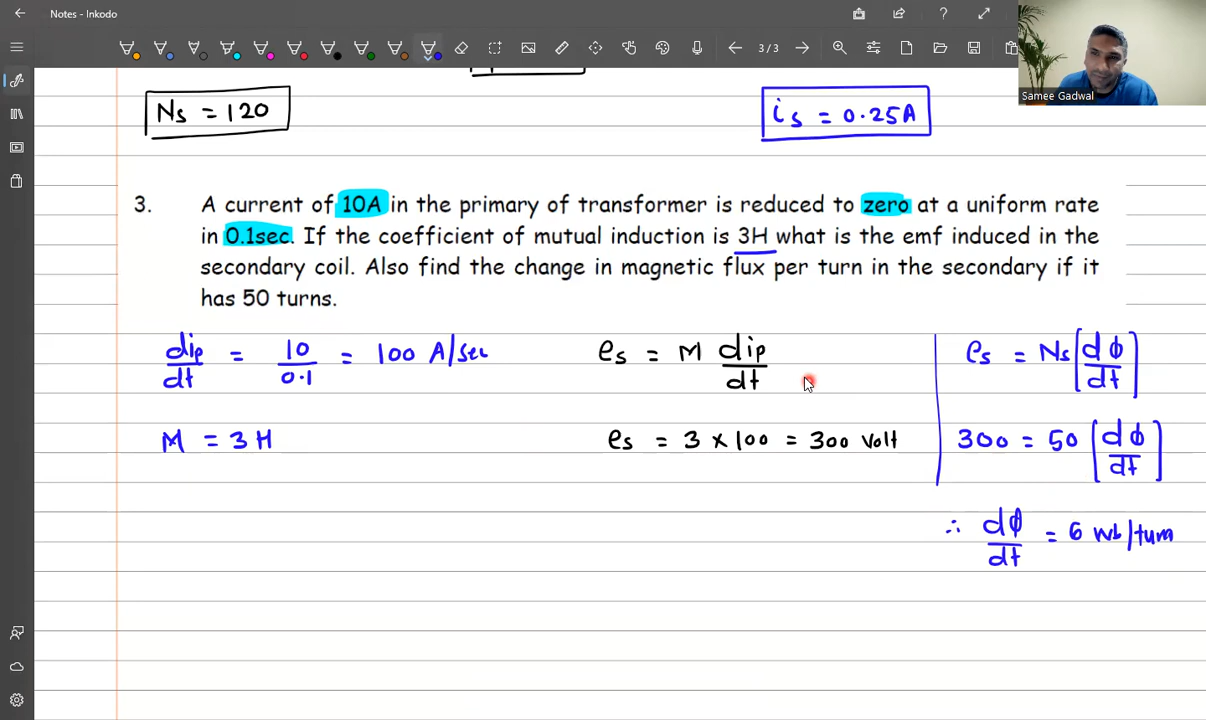 Notes - Inkodo
3/3
Samee Gadwal
Ns = 120
is = 0.25A
3. A current of 10A in the primary of transformer is reduced to zero at a uniform rate
in 0.1sec. If the coefficient of mutual induction is 3H what is the emf induced in the
secondary coil. Also find the change in magnetic flux per turn in the secondary if it
has 50 turns.
dip/dt = 10/0.1 = 100 A/sec
es = M dip/dt
es = Ns [dϕ/dt]
M = 3 H
es = 3 × 100 = 300 volt
300 = 50 [dϕ/dt]
∴ dϕ/dt = 6 wb/turn